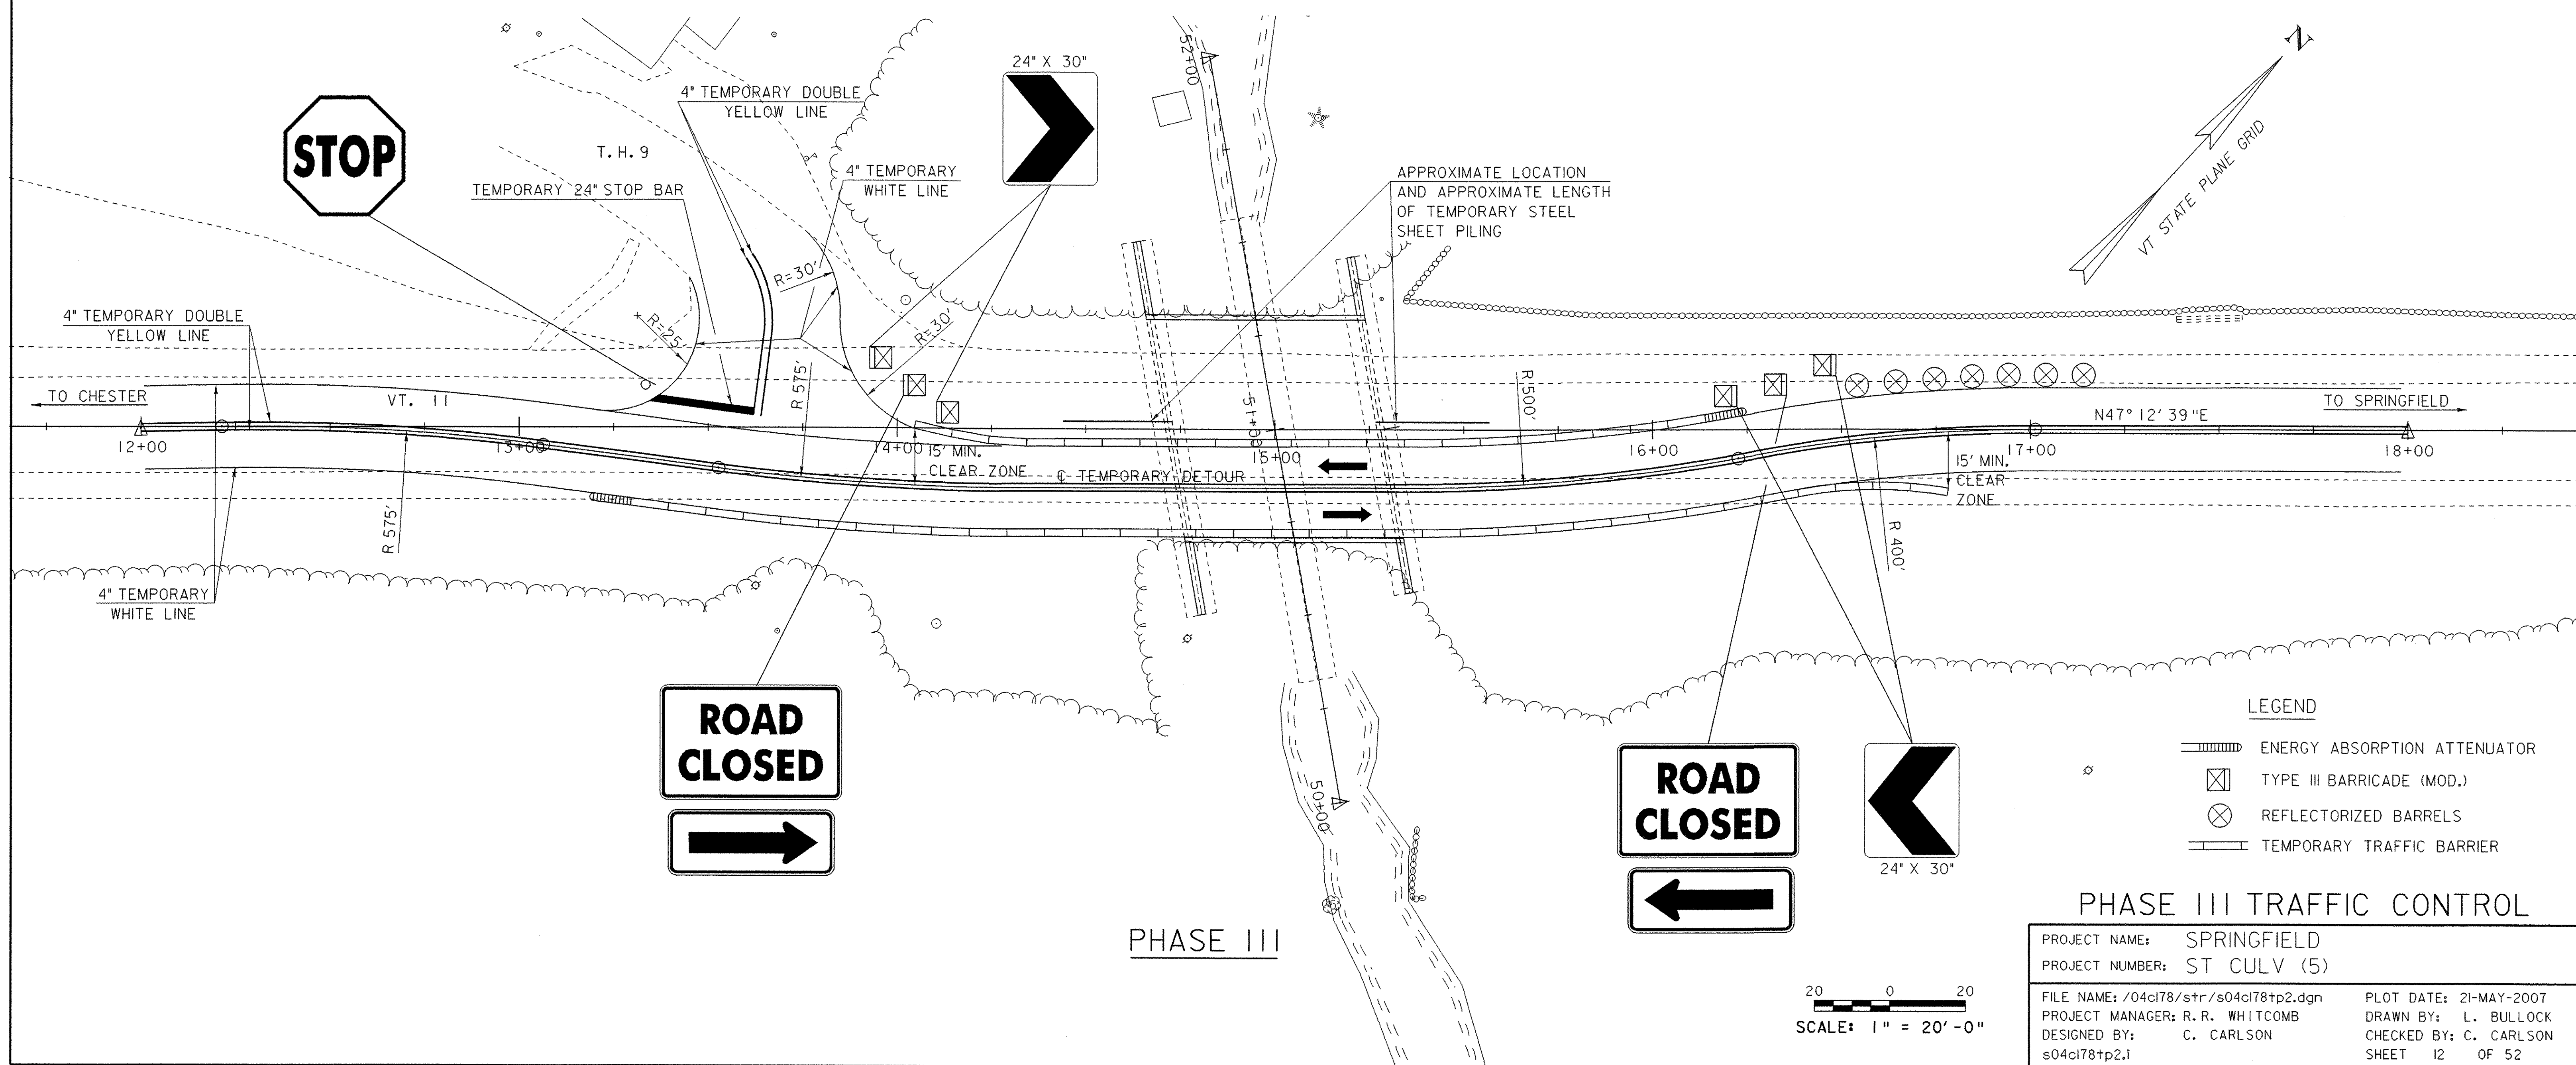 24" X 30"
4" TEMPORARY DOUBLE
YELLOW LINE
STOP
T.H. 9
TEMPORARY 24" STOP BAR
4" TEMPORARY
WHITE LINE
52+00
APPROXIMATE LOCATION
AND APPROXIMATE LENGTH
OF TEMPORARY STEEL
SHEET PILING
N
VT STATE PLANE GRID
R=30'
R=25'
R=30'
4" TEMPORARY DOUBLE
YELLOW LINE
R 575'
R 500'
51+00
TO CHESTER
VT. 11
N47° 12' 39"E
TO SPRINGFIELD
12+00
13+00
14+00
15+00
16+00
17+00
18+00
15' MIN.
CLEAR ZONE
℄ TEMPORARY DETOUR
15' MIN.
CLEAR
ZONE
R 575'
R 400'
4" TEMPORARY
WHITE LINE
ROAD
CLOSED
50+00
ROAD
CLOSED
24" X 30"
LEGEND
ENERGY ABSORPTION ATTENUATOR
TYPE III BARRICADE (MOD.)
REFLECTORIZED BARRELS
TEMPORARY TRAFFIC BARRIER
PHASE III
PHASE III TRAFFIC CONTROL
20 0 20
SCALE: 1" = 20'-0"
PROJECT NAME: SPRINGFIELD
PROJECT NUMBER: ST CULV (5)
FILE NAME: /04c178/str/s04c178tp2.dgn PLOT DATE: 21-MAY-2007
PROJECT MANAGER: R. R. WHITCOMB DRAWN BY: L. BULLOCK
DESIGNED BY: C. CARLSON CHECKED BY: C. CARLSON
s04c178tp2.i SHEET 12 OF 52